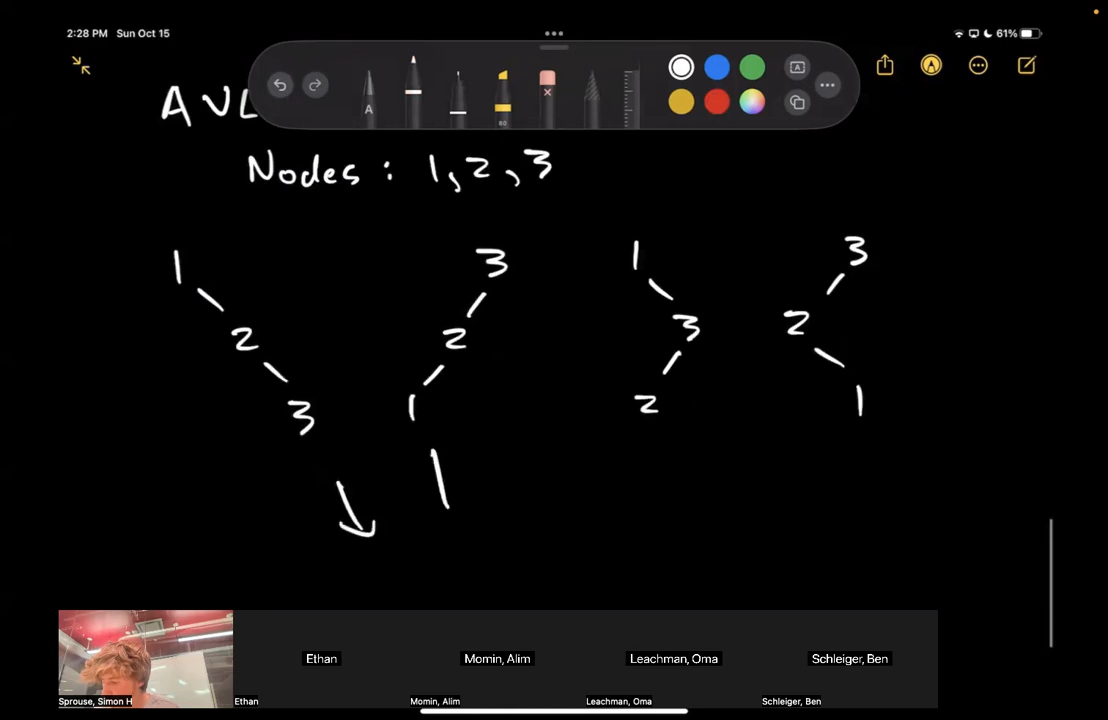 2:28 PM Sun Oct 15
61%
A
A
80
AVL
Nodes: 1, 2, 3
1 3 1 3
2 2 3 2
3 1 2 1
Ethan Momin, Alim Leachman, Oma Schleiger, Ben
Sprouse, Simon H Ethan Momin, Alim Leachman, Oma Schleiger, Ben